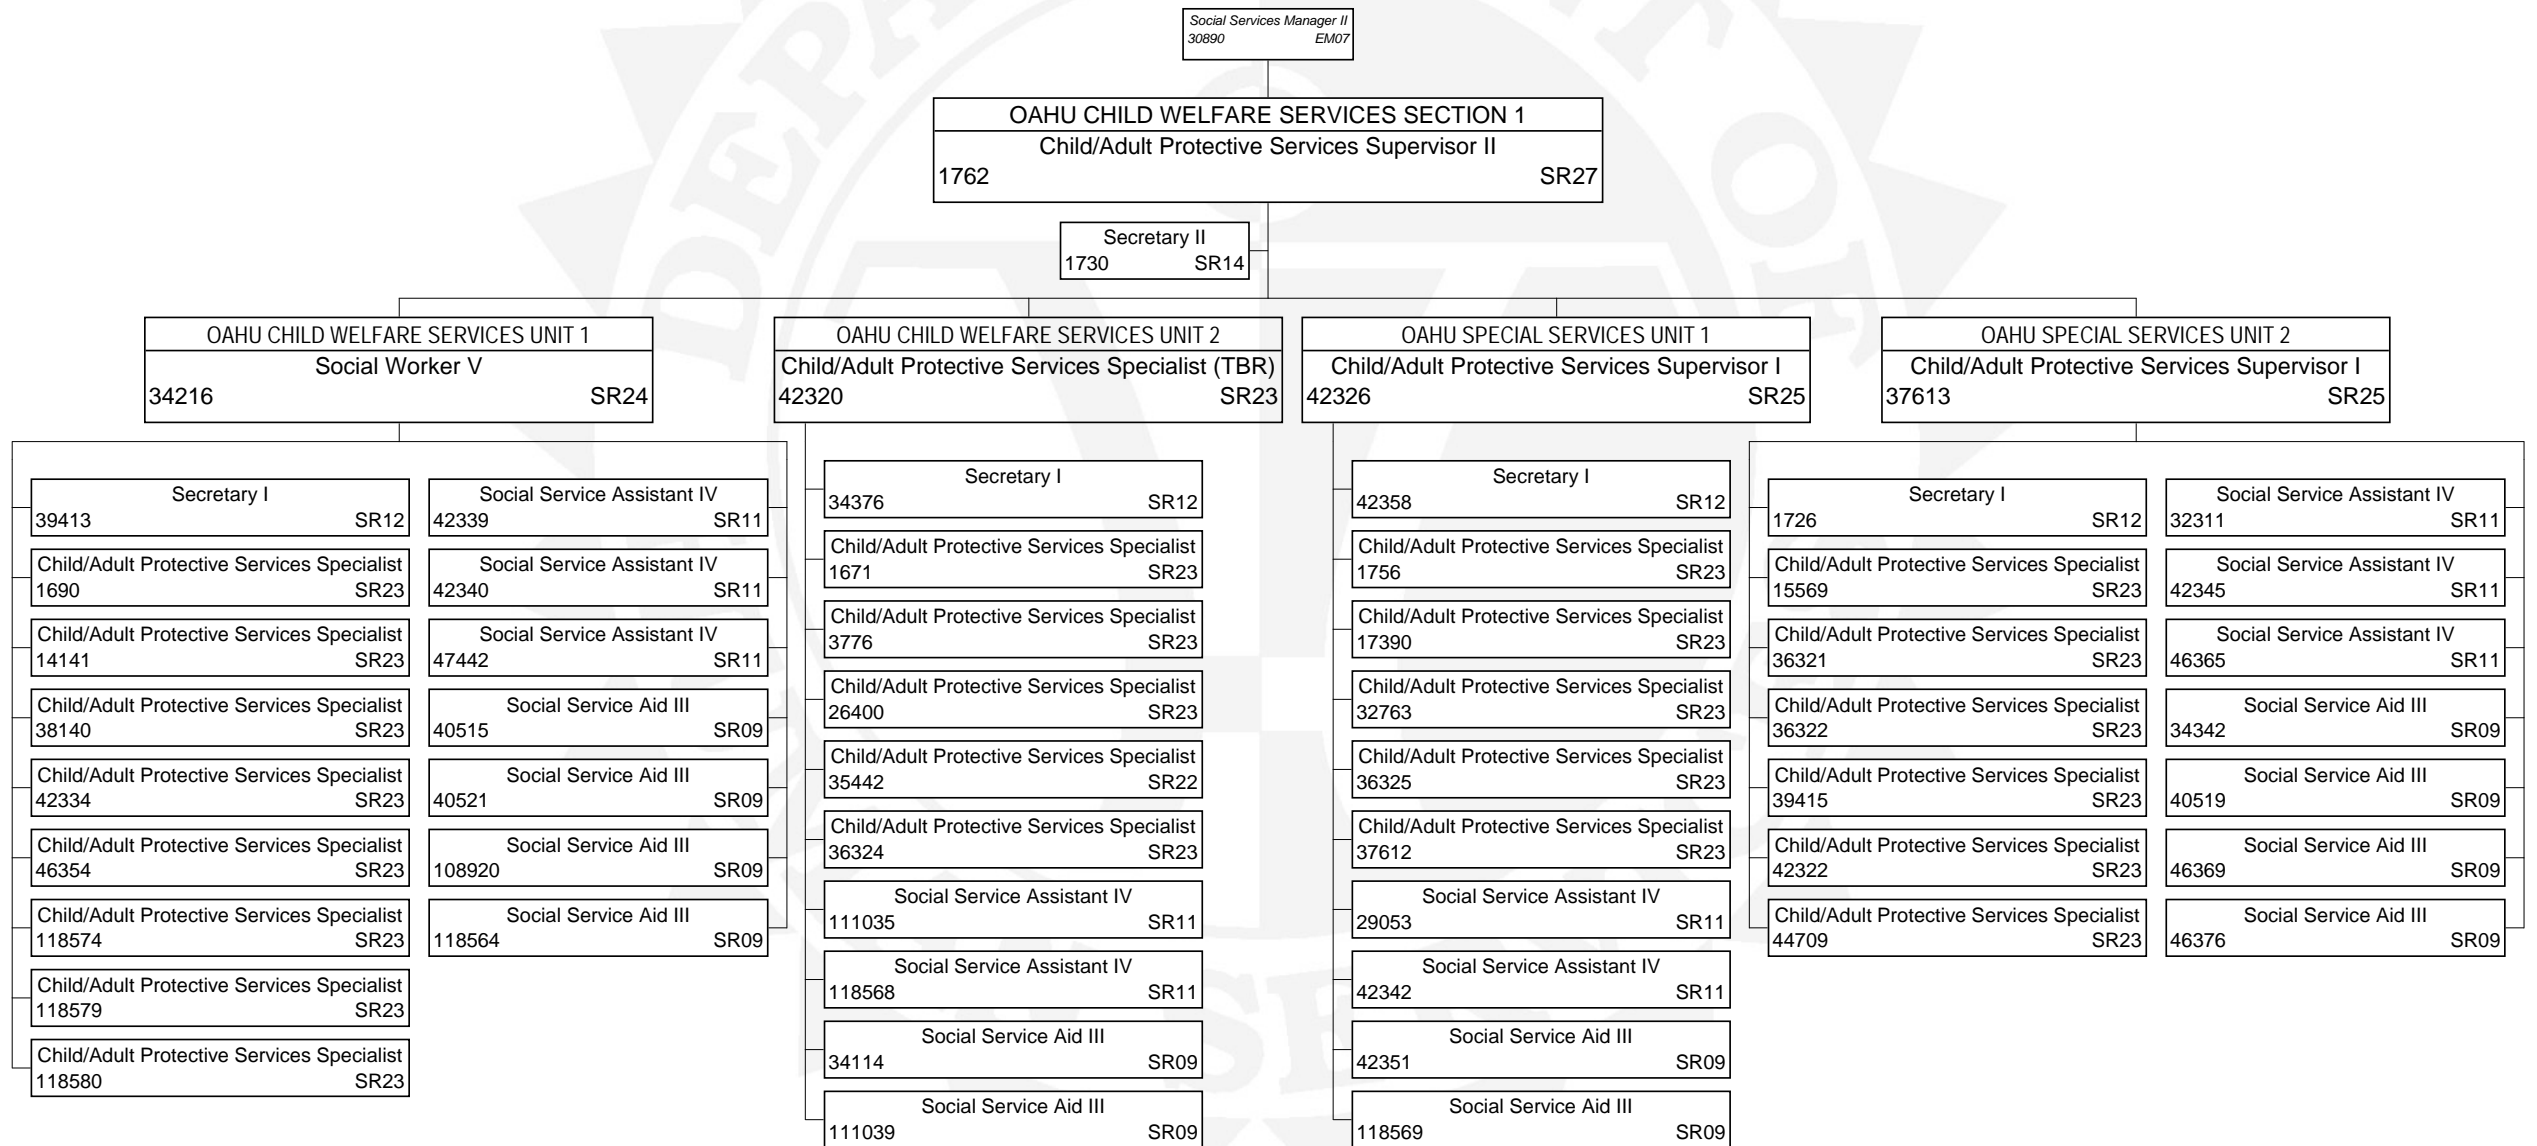 Social Services Manager II
30890 EM07
OAHU CHILD WELFARE SERVICES SECTION 1
Child/Adult Protective Services Supervisor II
1762 SR27
Secretary II
1730 SR14
OAHU CHILD WELFARE SERVICES UNIT 1
Social Worker V
34216 SR24
Secretary I
39413 SR12
Child/Adult Protective Services Specialist
1690 SR23
Child/Adult Protective Services Specialist
14141 SR23
Child/Adult Protective Services Specialist
38140 SR23
Child/Adult Protective Services Specialist
42334 SR23
Child/Adult Protective Services Specialist
46354 SR23
Child/Adult Protective Services Specialist
118574 SR23
Child/Adult Protective Services Specialist
118579 SR23
Child/Adult Protective Services Specialist
118580 SR23
Social Service Assistant IV
42339 SR11
Social Service Assistant IV
42340 SR11
Social Service Assistant IV
47442 SR11
Social Service Aid III
40515 SR09
Social Service Aid III
40521 SR09
Social Service Aid III
108920 SR09
Social Service Aid III
118564 SR09
OAHU CHILD WELFARE SERVICES UNIT 2
Child/Adult Protective Services Specialist (TBR)
42320 SR23
Secretary I
34376 SR12
Child/Adult Protective Services Specialist
1671 SR23
Child/Adult Protective Services Specialist
3776 SR23
Child/Adult Protective Services Specialist
26400 SR23
Child/Adult Protective Services Specialist
35442 SR22
Child/Adult Protective Services Specialist
36324 SR23
Social Service Assistant IV
111035 SR11
Social Service Assistant IV
118568 SR11
Social Service Aid III
34114 SR09
Social Service Aid III
111039 SR09
OAHU SPECIAL SERVICES UNIT 1
Child/Adult Protective Services Supervisor I
42326 SR25
Secretary I
42358 SR12
Child/Adult Protective Services Specialist
1756 SR23
Child/Adult Protective Services Specialist
17390 SR23
Child/Adult Protective Services Specialist
32763 SR23
Child/Adult Protective Services Specialist
36325 SR23
Child/Adult Protective Services Specialist
37612 SR23
Social Service Assistant IV
29053 SR11
Social Service Assistant IV
42342 SR11
Social Service Aid III
42351 SR09
Social Service Aid III
118569 SR09
OAHU SPECIAL SERVICES UNIT 2
Child/Adult Protective Services Supervisor I
37613 SR25
Secretary I
1726 SR12
Child/Adult Protective Services Specialist
15569 SR23
Child/Adult Protective Services Specialist
36321 SR23
Child/Adult Protective Services Specialist
36322 SR23
Child/Adult Protective Services Specialist
39415 SR23
Child/Adult Protective Services Specialist
42322 SR23
Child/Adult Protective Services Specialist
44709 SR23
Social Service Assistant IV
32311 SR11
Social Service Assistant IV
42345 SR11
Social Service Assistant IV
46365 SR11
Social Service Aid III
34342 SR09
Social Service Aid III
40519 SR09
Social Service Aid III
46369 SR09
Social Service Aid III
46376 SR09